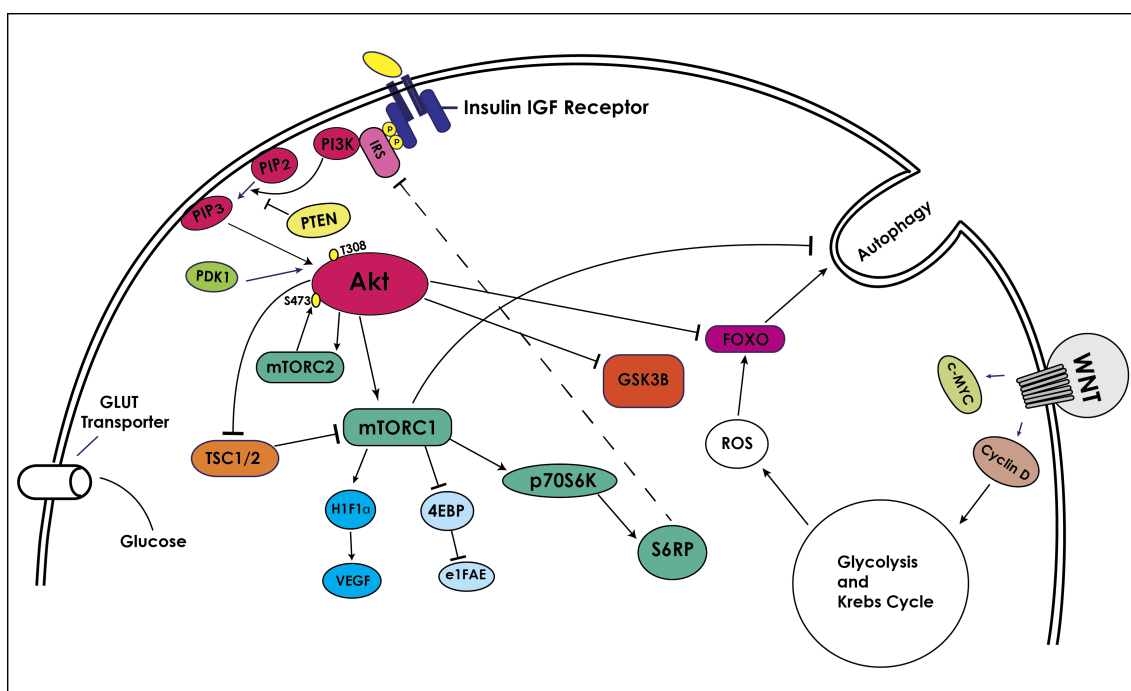 Insulin IGF Receptor
P
P
IRS
PI3K
PIP2
PIP3
PTEN
T308
PDK1
Akt
S473
mTORC2
Autophagy
FOXO
GSK3B
WNT
c-MYC
GLUT
Transporter
mTORC1
TSC1/2
ROS
Cyclin D
p70S6K
H1F1α
4EBP
Glucose
S6RP
VEGF
e1FAE
Glycolysis
and
Krebs Cycle